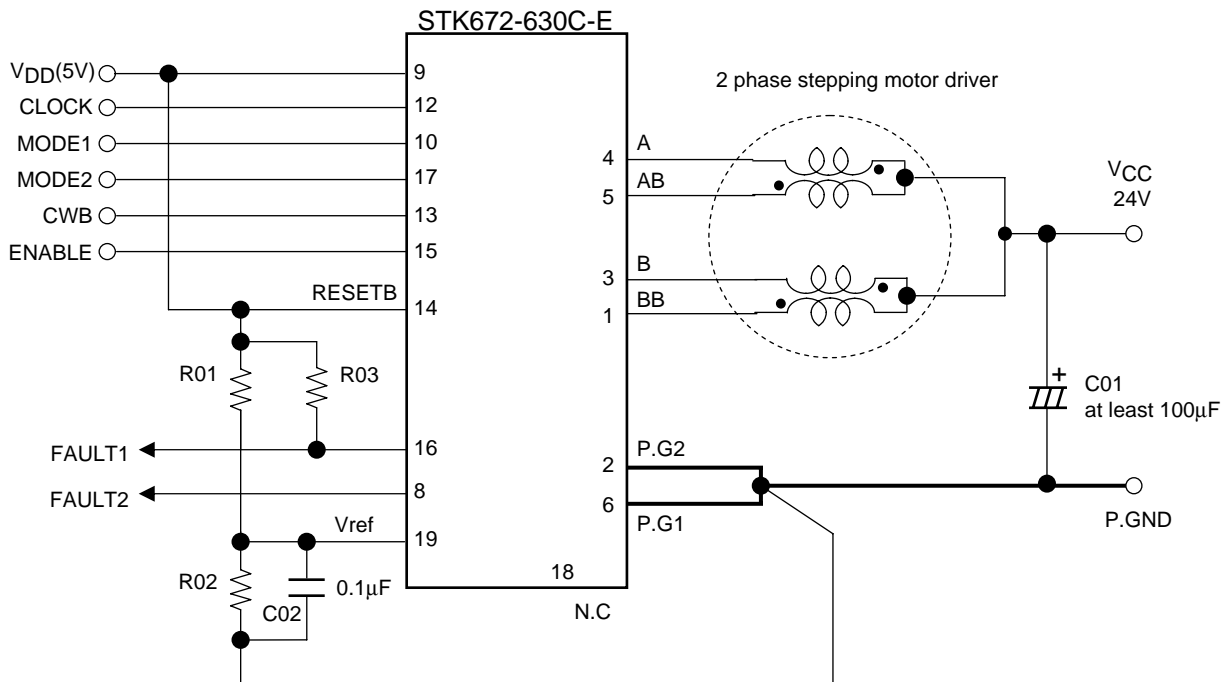 STK672-630C-E
VDD(5V)
9
CLOCK
12
MODE1
10
MODE2
17
CWB
13
ENABLE
15
RESETB
14
R01
R03
FAULT1
16
FAULT2
8
Vref
19
R02
C02
0.1μF
18
N.C
2 phase stepping motor driver
4
A
5
AB
3
B
1
BB
VCC
24V
+
C01
at least 100μF
2
P.G2
6
P.G1
P.GND